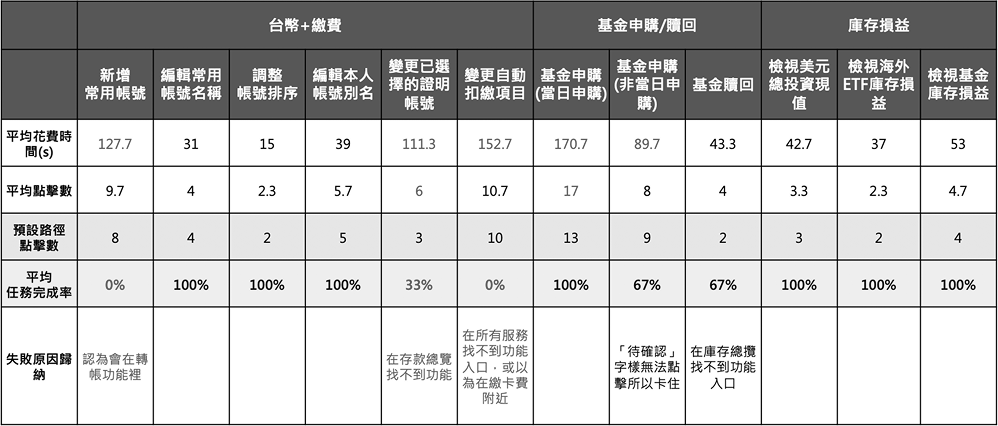 台幣+繳費 基金申購/贖回 庫存損益
新增
常用帳號
編輯常用
帳號名稱
調整
帳號排序
編輯本人
帳號別名
變更已選
擇的證明
帳號
變更自動
扣繳項目
基金申購
(當日申購)
基金申購
(非當日申
購)
基金贖回
檢視美元
總投資現
值
檢視海外
ETF庫存損
益
檢視基金
庫存損益
平均花費時
間(s)
127.7 31 15 39 111.3 152.7 170.7 89.7 43.3 42.7 37 53
平均點擊數 9.7 4 2.3 5.7 6 10.7 17 8 4 3.3 2.3 4.7
預設路徑
點擊數
8 4 2 5 3 10 13 9 2 3 2 4
平均
任務完成率
0% 100% 100% 100% 33% 0% 100% 67% 67% 100% 100% 100%
失敗原因歸
納
認為會在轉
帳功能裡
在存款總覽
找不到功能
在所有服務
找不到功能
入口，或以
為在繳卡費
附近
「待確認」
字樣無法點
擊所以卡住
在庫存總攬
找不到功能
入口